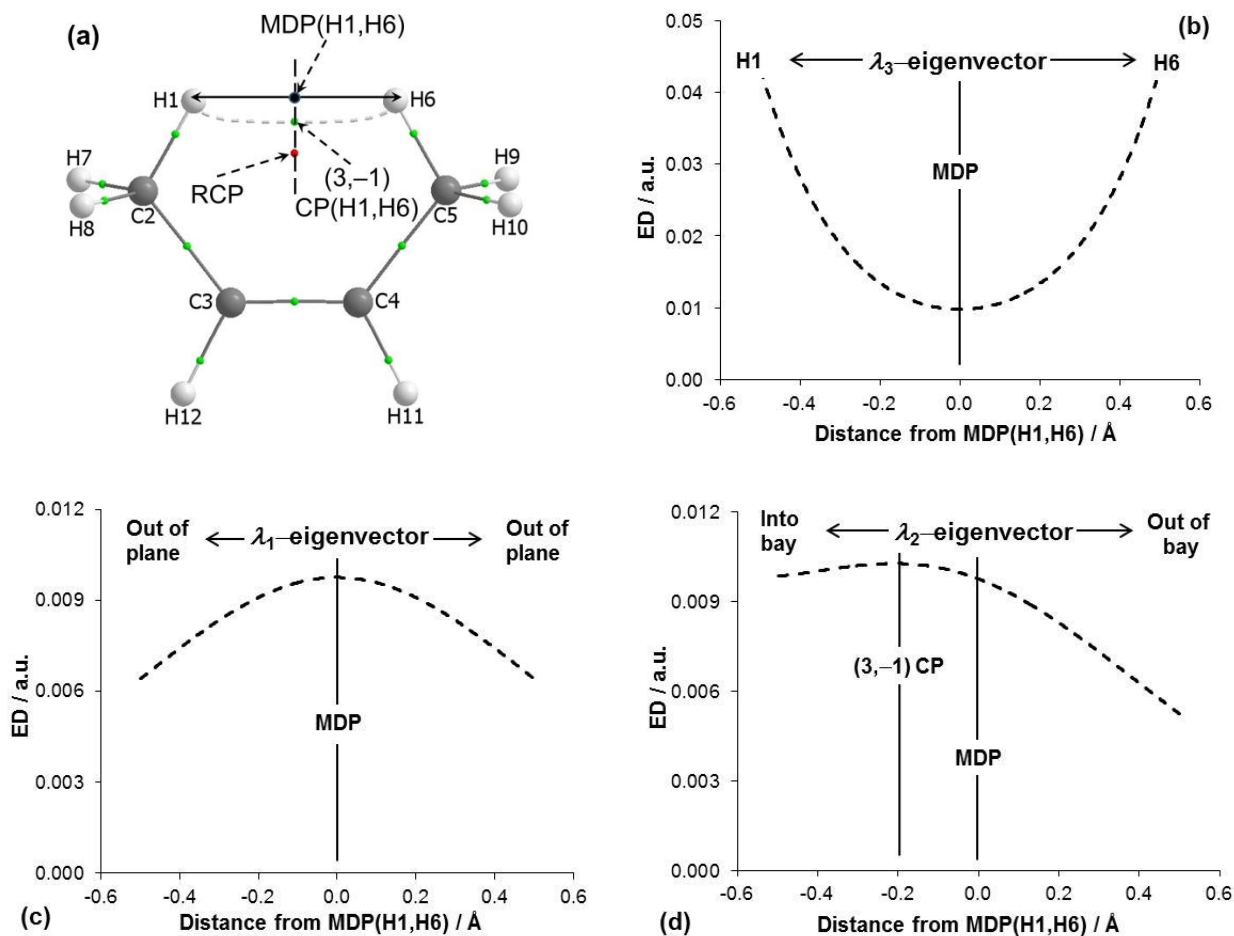 (a)
MDP(H1,H6)
H1
H6
H7
H8
C2
RCP
(3,–1)
CP(H1,H6)
H9
H10
C5
C3
C4
H12
H11
(b)
ED / a.u.
0.05
0.04
0.03
0.02
0.01
0.00
H1
λ3–eigenvector
H6
MDP
-0.6
-0.4
-0.2
0.0
0.2
0.4
0.6
Distance from MDP(H1,H6) / Å
(c)
ED / a.u.
0.012
0.009
0.006
0.003
0.000
Out of
plane
λ1–eigenvector
Out of
plane
MDP
-0.6
-0.4
-0.2
0.0
0.2
0.4
0.6
Distance from MDP(H1,H6) / Å
(d)
ED / a.u.
0.012
0.009
0.006
0.003
0.000
Into
bay
λ2–eigenvector
Out of
bay
(3,–1) CP
MDP
-0.6
-0.4
-0.2
0.0
0.2
0.4
0.6
Distance from MDP(H1,H6) / Å